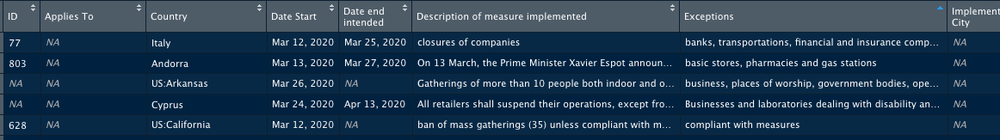 ID Applies To Country Date Start Date end intended Description of measure implemented Exceptions Implement City
77 NA Italy Mar 12, 2020 Mar 25, 2020 closures of companies banks, transportations, financial and insurance comp... NA
803 NA Andorra Mar 13, 2020 Mar 27, 2020 On 13 March, the Prime Minister Xavier Espot announ... basic stores, pharmacies and gas stations NA
NA NA US:Arkansas Mar 26, 2020 NA Gatherings of more than 10 people both indoor and o... business, places of worship, government bodies, ope... NA
NA NA Cyprus Mar 24, 2020 Apr 13, 2020 All retailers shall suspend their operations, except fro... Businesses and laboratories dealing with disability an... NA
628 NA US:California Mar 12, 2020 NA ban of mass gatherings (35) unless compliant with m... compliant with measures NA